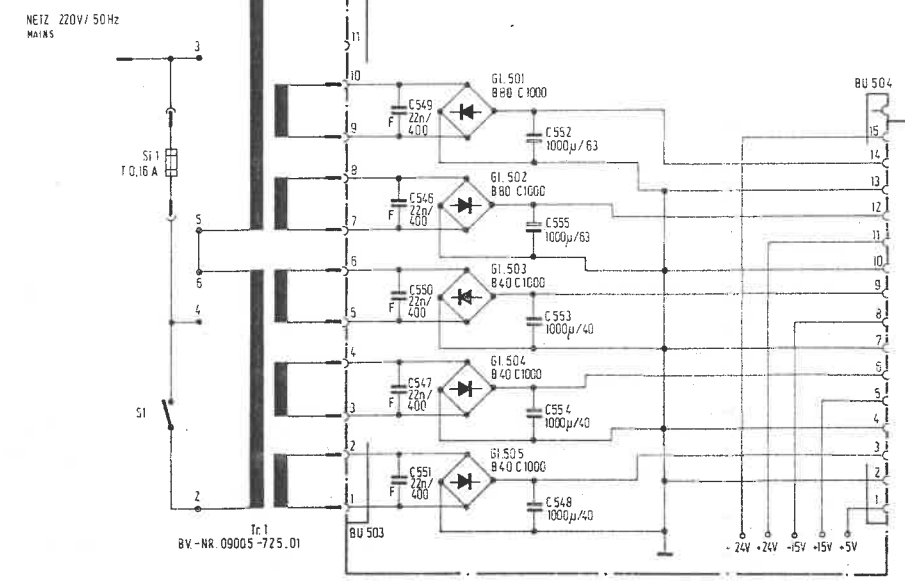 NETZ 220V/ 50Hz
MAINS
3
Si 1
T 0,16 A
5
6
4
S1
2
Tr.1
BV.-NR. 09005-725.01
11
10
9
8
7
6
5
4
3
2
1
BU 503
C549
22n/
400
F
GL.501
B80 C1000
C552
1000µ/63
C546
22n/
400
F
GL.502
B80 C1000
C555
1000µ/63
C550
22n/
400
F
GL.503
B40 C1000
C553
1000µ/40
C547
22n/
400
F
GL.504
B40 C1000
C554
1000µ/40
C551
22n/
400
F
GL.505
B40 C1000
C548
1000µ/40
BU 504
15
14
13
12
11
10
9
8
7
6
5
4
3
2
1
- 24V +24V -15V +15V +5V